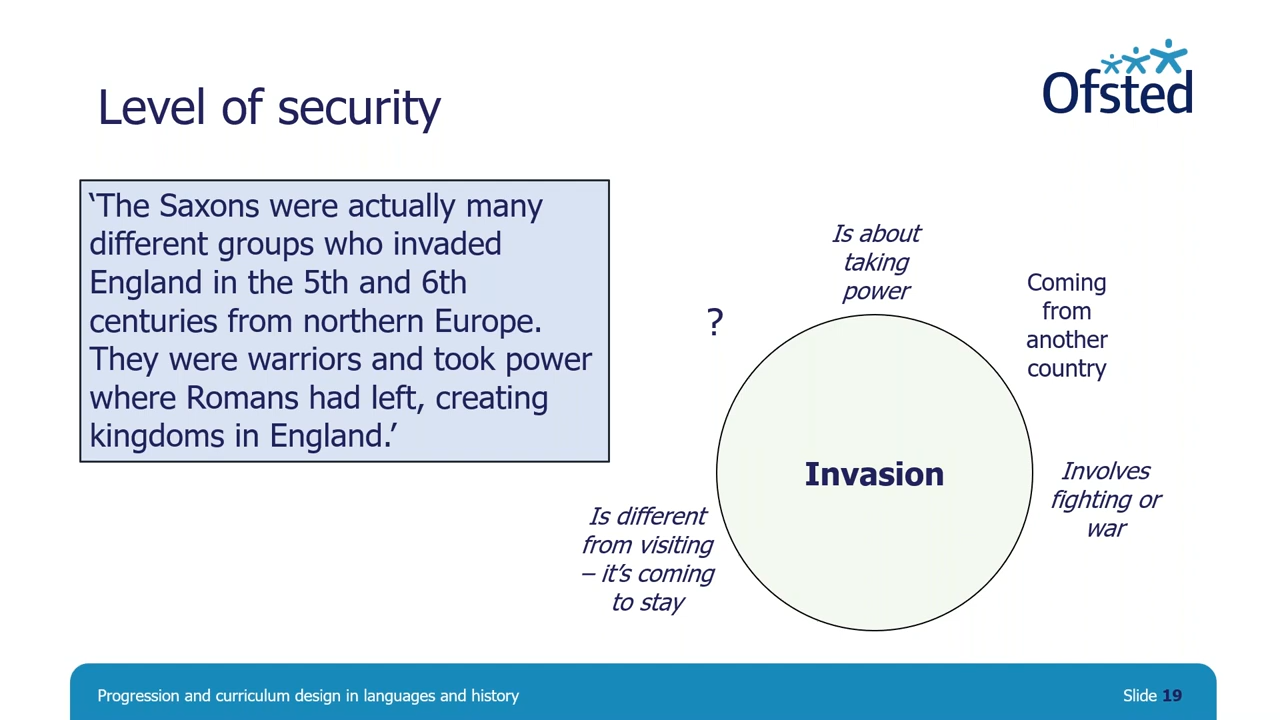 Ofsted
Level of security
‘The Saxons were actually many
different groups who invaded
England in the 5th and 6th
centuries from northern Europe.
They were warriors and took power
where Romans had left, creating
kingdoms in England.’
Is about
taking
power
?
Coming
from
another
country
Invasion
Involves
fighting or
war
Is different
from visiting
– it’s coming
to stay
Progression and curriculum design in languages and history
Slide 19